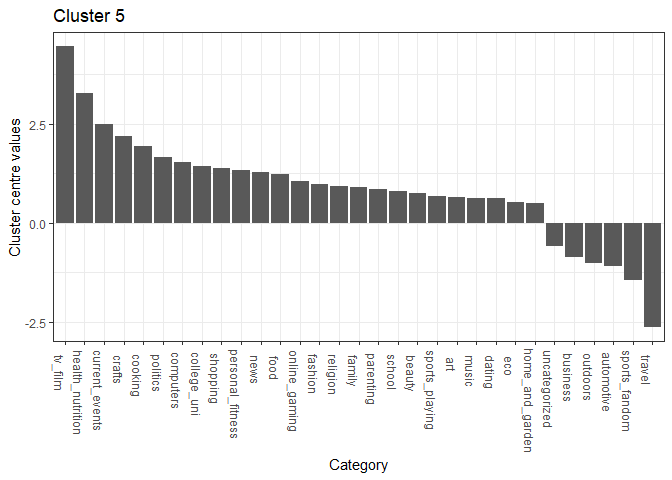 Cluster 5
Cluster centre values
2.5
0.0
-2.5
tv_film
health_nutrition
current_events
crafts
cooking
politics
computers
college_uni
shopping
personal_fitness
news
food
online_gaming
fashion
religion
family
parenting
school
beauty
sports_playing
art
music
dating
eco
home_and_garden
uncategorized
business
outdoors
automotive
sports_fandom
travel
Category